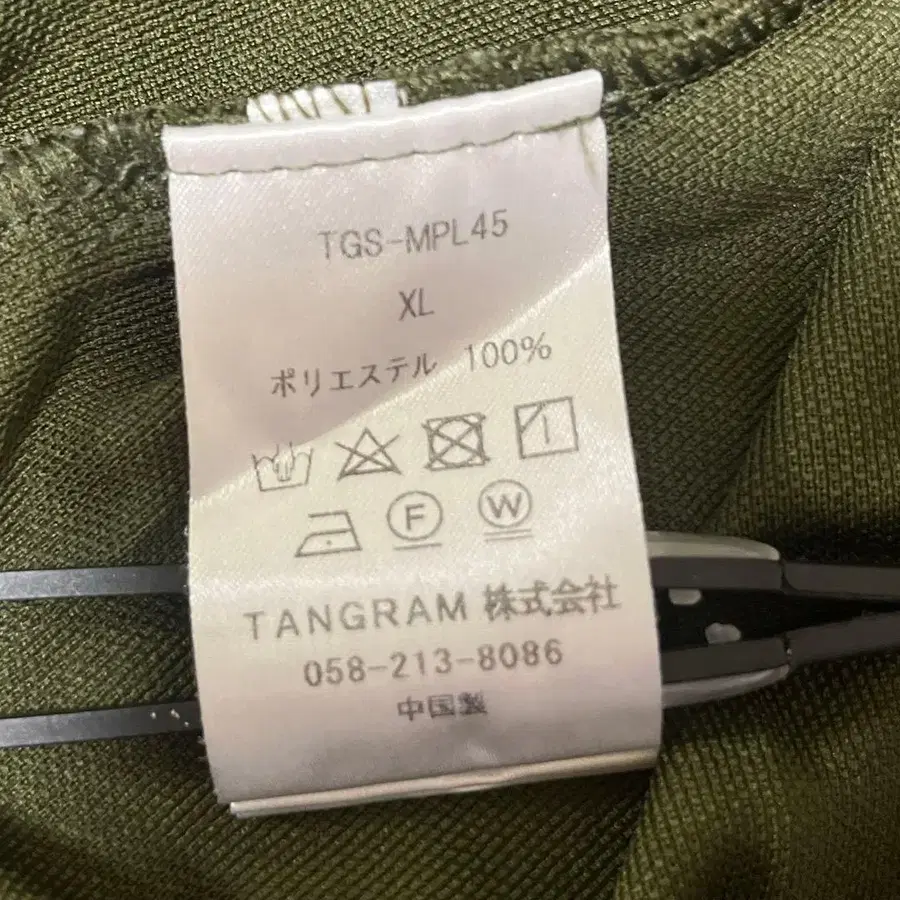 TGS-MPL45
XL
ポリエステル 100%
F W
TANGRAM 株式会社
058-213-8086
中国製